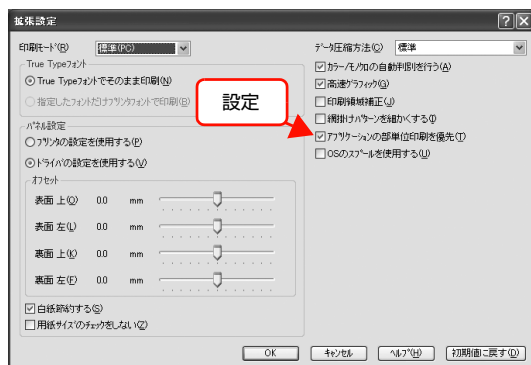 拡張設定
印刷モード(R) 標準(PC)
True Typeフォント
True Typeフォントでそのまま印刷(N)
指定したフォントだけプリンタフォントで印刷(B)
パネル設定
プリンタの設定を使用する(P)
ドライバの設定を使用する(V)
オフセット
表面 上(O) 0.0 mm
表面 左(L) 0.0 mm
裏面 上(K) 0.0 mm
裏面 左(F) 0.0 mm
白紙節約する(S)
用紙サイズのチェックをしない(Z)
データ圧縮方法(C) 標準
カラー/モノクロの自動判別を行う(A)
高速グラフィック(G)
印刷領域補正(J)
網掛けパターンを細かくする(I)
アプリケーションの部単位印刷を優先(T)
OSのスプールを使用する(U)
設定
OK キャンセル ヘルプ(H) 初期値に戻す(D)